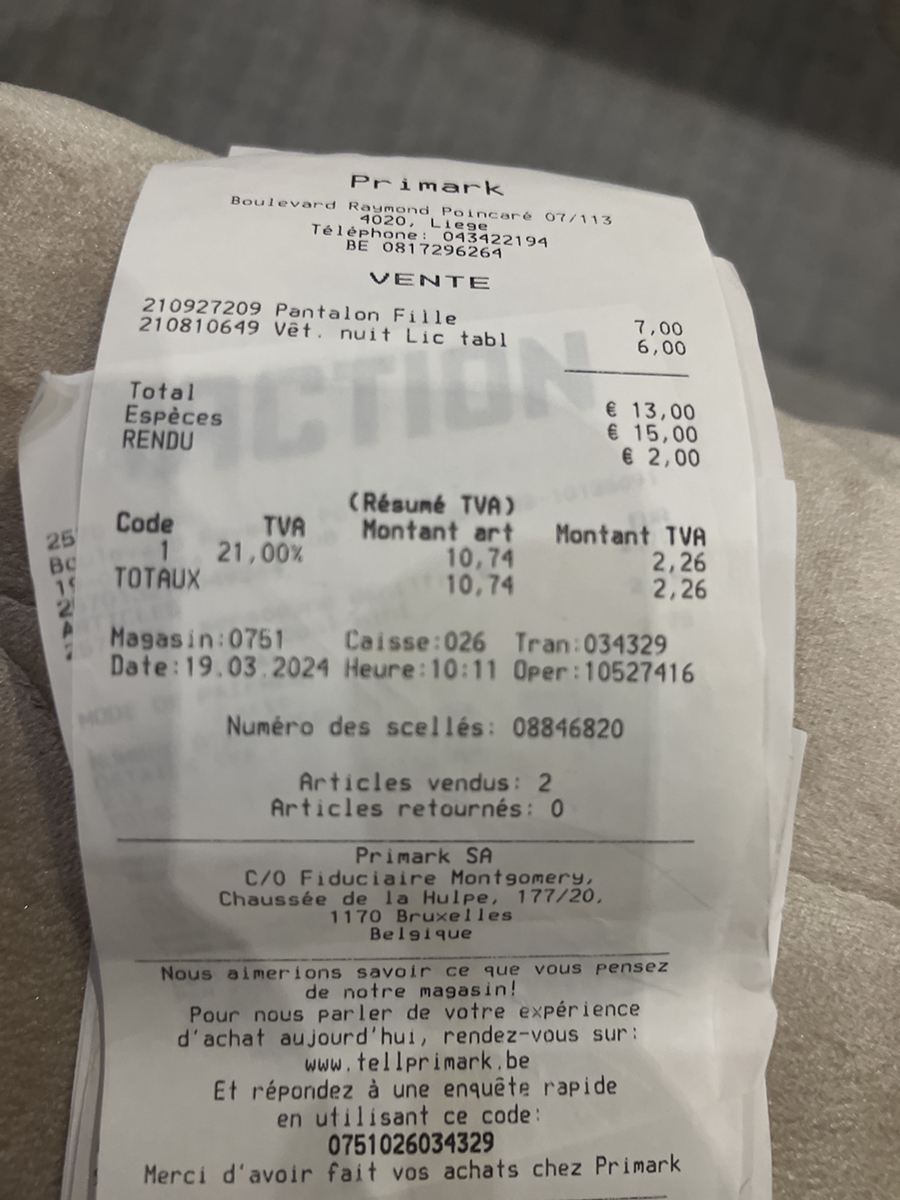 Primark
Boulevard Raymond Poincaré 07/113
4020, Liege
Téléphone: 043422194
BE 0817296264
VENTE
210927209 Pantalon Fille 7,00
210810649 Vêt. nuit Lic tabl 6,00
Total € 13,00
Espèces € 15,00
RENDU € 2,00
(Résumé TVA)
Code TVA Montant art Montant TVA
1 21,00% 10,74 2,26
TOTAUX 10,74 2,26
Magasin:0751 Caisse:026 Tran:034329
Date:19.03.2024 Heure:10:11 Oper:10527416
Numéro des scellés: 08846820
Articles vendus: 2
Articles retournés: 0
Primark SA
C/O Fiduciaire Montgomery,
Chaussée de la Hulpe, 177/20,
1170 Bruxelles
Belgique
Nous aimerions savoir ce que vous pensez
de notre magasin!
Pour nous parler de votre expérience
d'achat aujourd'hui, rendez-vous sur:
www.tellprimark.be
Et répondez à une enquête rapide
en utilisant ce code:
0751026034329
Merci d'avoir fait vos achats chez Primark
ACTION
25